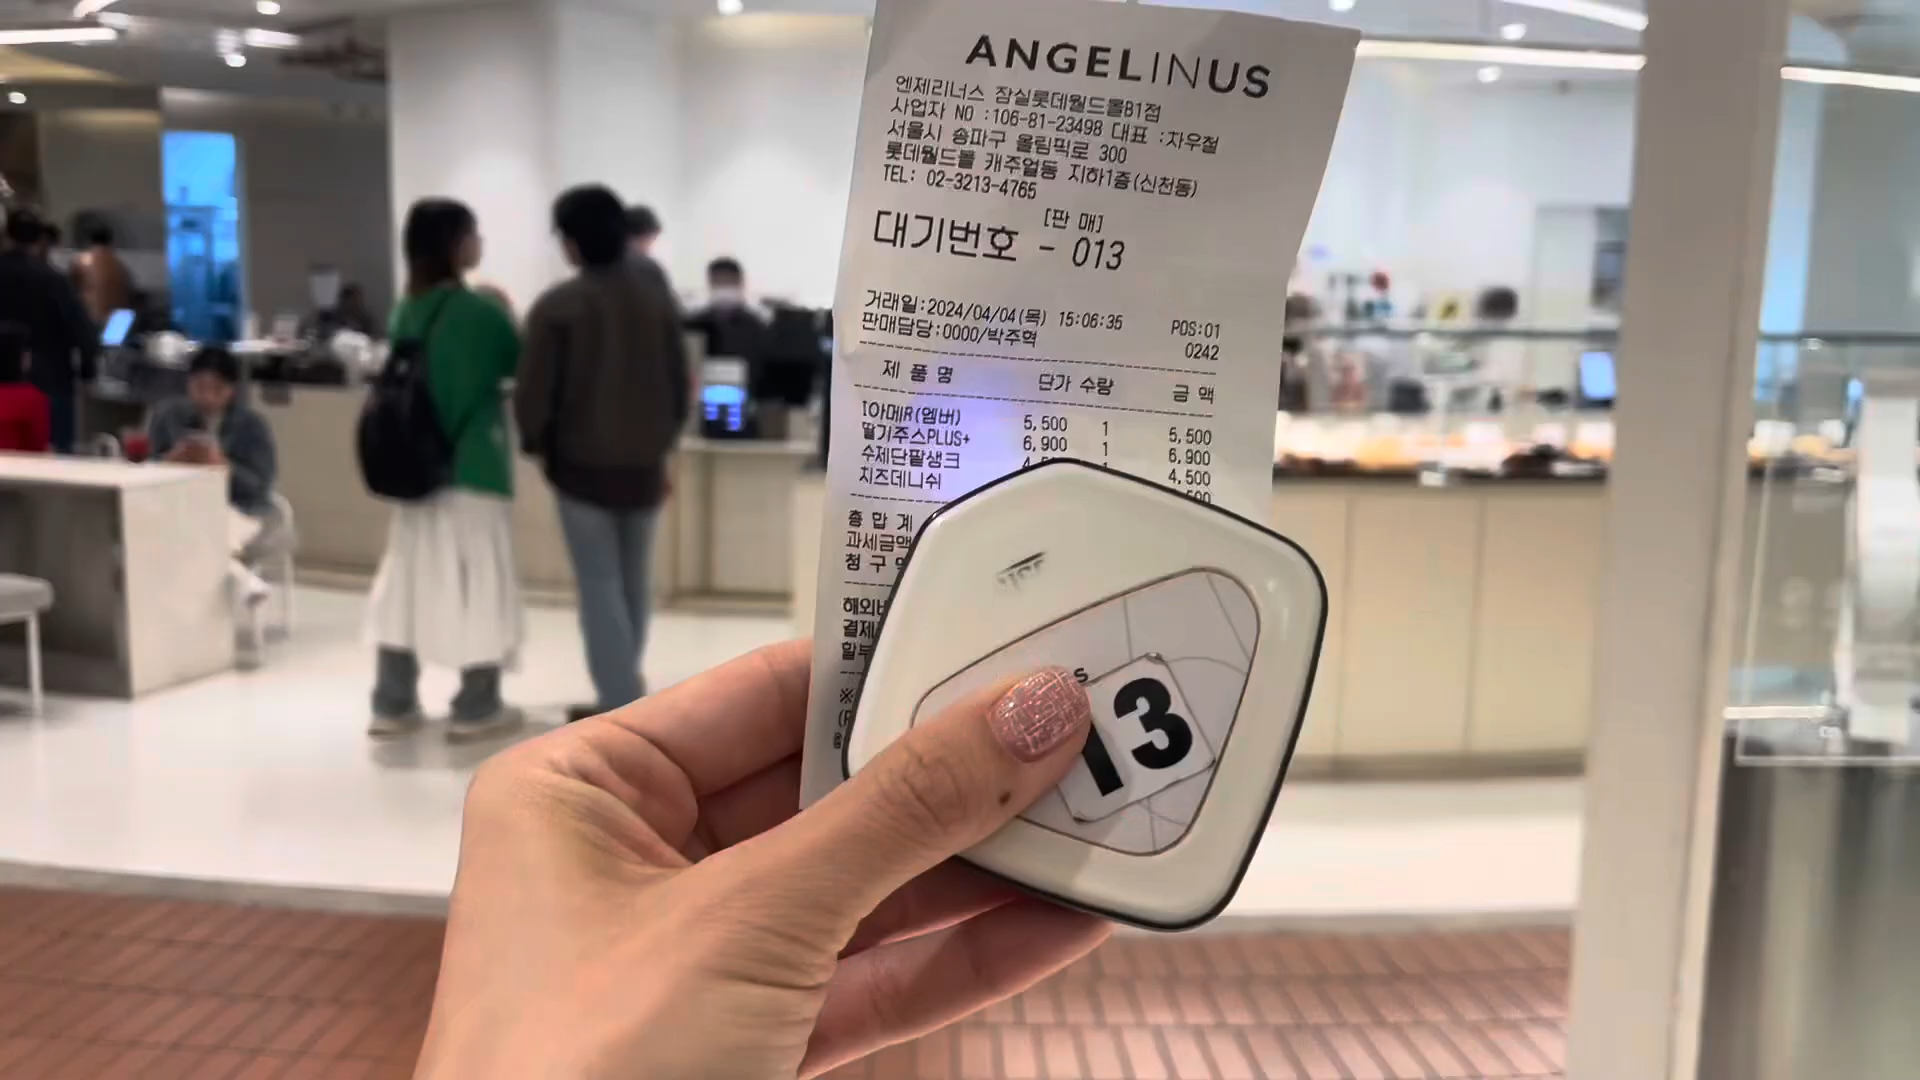 ANGELINUS
엔제리너스 잠실롯데월드몰B1점
사업자 NO :106-81-23498 대표 :차우철
서울시 송파구 올림픽로 300
롯데월드몰 캐주얼동 지하1층(신천동)
TEL: 02-3213-4765
[판 매]
대기번호 - 013
거래일:2024/04/04(목) 15:06:35 POS:01
판매담당:0000/박주혁 0242
제 품 명 단가 수량 금 액
I아메R(엠버) 5,500 1 5,500
딸기주스PLUS+ 6,900 1 6,900
수제단팥생크 1 4,500
치즈데니쉬
총 합 계
과세금액
청 구
해외
결제
할부
※
13